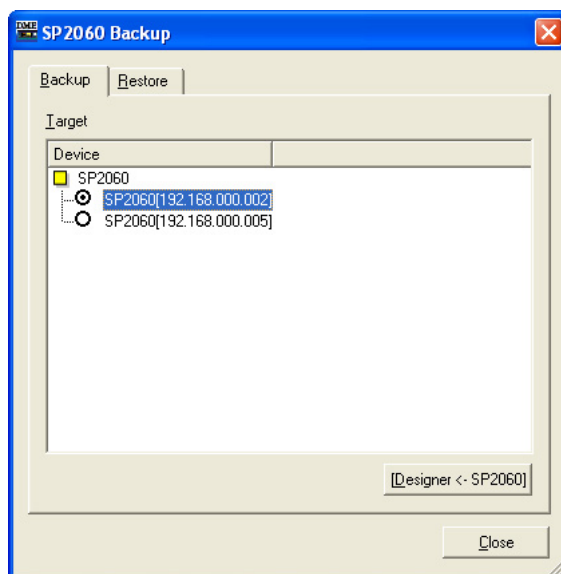 DME SP2060 Backup
Backup Restore
Target
Device
SP2060
SP2060[192.168.000.002]
SP2060[192.168.000.005]
[Designer <- SP2060]
Close